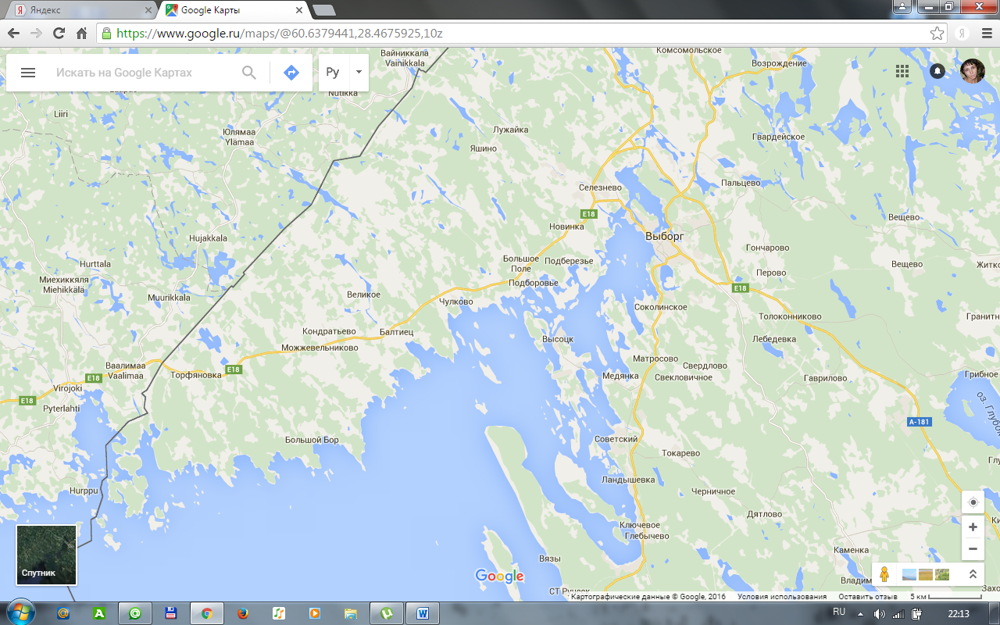 Яндекс
Google Карты
https://www.google.ru/maps/@60.6379441,28.4675925,10z
Искать на Google Картах
Ру
Вайниккала
Vainikkala
Nutikka
Комсомольское
Возрождение
Liiri
Юлямаа
Ylämaa
Лужайка
Яшино
Гвардейское
Селезнево
Пальцево
E18
Новинка
Выборг
Вещево
Hujakkala
Гончарово
Hurttala
Большое
Поле
Подберезье
Вещево
Житко
Миехиккяля
Miehikkälä
Подборовье
Перово
E18
Muurikkala
Великое
Чулково
Соколинское
Толоконниково
Гранитн
Кондратьево
Балтиец
Высоцк
Лебедевка
Можжевельниково
Матросово
Свердлово
Ваалимаа
Vaalimaa
Торфяновка
E18
Медянка
Свекловичное
Гаврилово
Грибное
E18
Virojoki
E18
Pyterlahti
оз. Глубок
А-181
Большой Бор
Советский
Токарево
Глу
Hurppu
Ландышевка
Черничное
Дятлово
Ки
Ключевое
Глебычево
Спутник
Вязы
Каменка
Google
Владим
СТ Ручеек
Захо
Картографические данные © Google, 2016
Условия использования
Оставить отзыв
5 км
RU
22:13